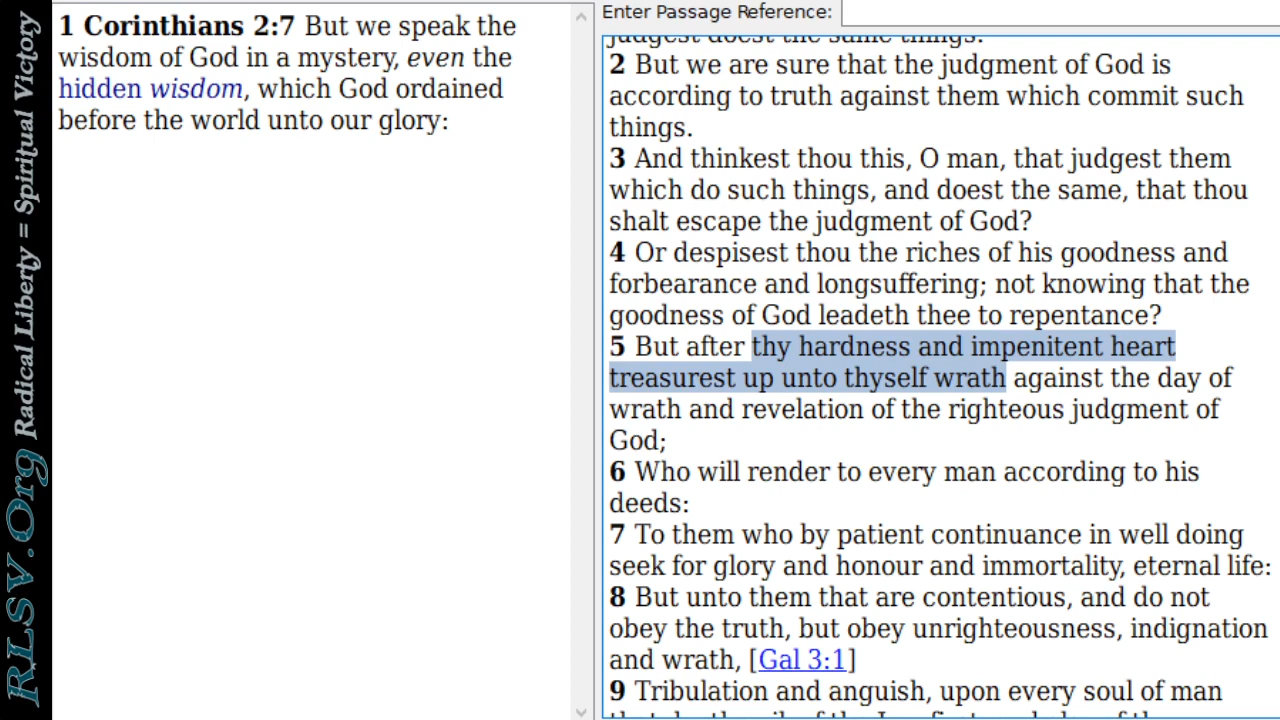 RLSV.Org Radical Liberty = Spiritual Victory
1 Corinthians 2:7 But we speak the
wisdom of God in a mystery, even the
hidden wisdom, which God ordained
before the world unto our glory:
Enter Passage Reference:
judgest doest the same things.
2 But we are sure that the judgment of God is
according to truth against them which commit such
things.
3 And thinkest thou this, O man, that judgest them
which do such things, and doest the same, that thou
shalt escape the judgment of God?
4 Or despisest thou the riches of his goodness and
forbearance and longsuffering; not knowing that the
goodness of God leadeth thee to repentance?
5 But after thy hardness and impenitent heart
treasurest up unto thyself wrath against the day of
wrath and revelation of the righteous judgment of
God;
6 Who will render to every man according to his
deeds:
7 To them who by patient continuance in well doing
seek for glory and honour and immortality, eternal life:
8 But unto them that are contentious, and do not
obey the truth, but obey unrighteousness, indignation
and wrath, [Gal 3:1]
9 Tribulation and anguish, upon every soul of man